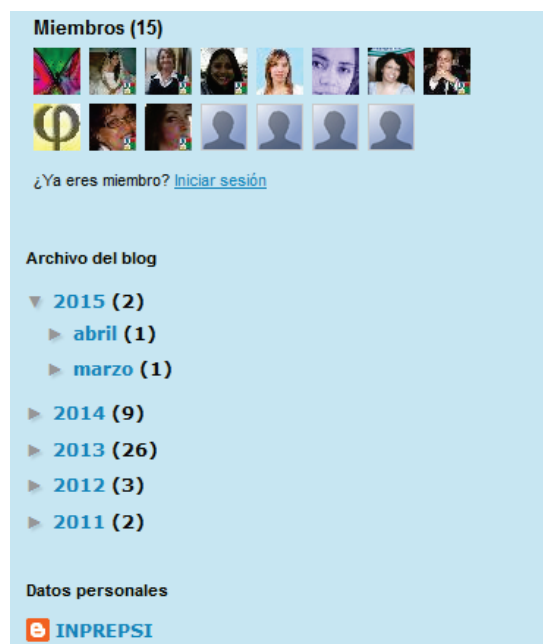 Miembros (15)
φ
¿Ya eres miembro? Iniciar sesión
Archivo del blog
▼ 2015 (2)
► abril (1)
► marzo (1)
► 2014 (9)
► 2013 (26)
► 2012 (3)
► 2011 (2)
Datos personales
INPREPSI